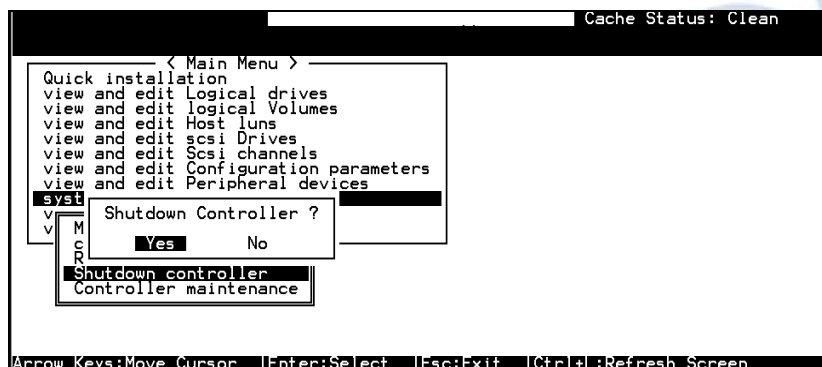 Cache Status: Clean
< Main Menu >
Quick installation
view and edit Logical drives
view and edit logical Volumes
view and edit Host luns
view and edit scsi Drives
view and edit Scsi channels
view and edit Configuration parameters
view and edit Peripheral devices
syst
v
v
Shutdown Controller ?
Yes No
M
c
R
Shutdown controller
Controller maintenance
Arrow Keys:Move Cursor |Enter:Select |Esc:Exit |Ctrl+L:Refresh Screen